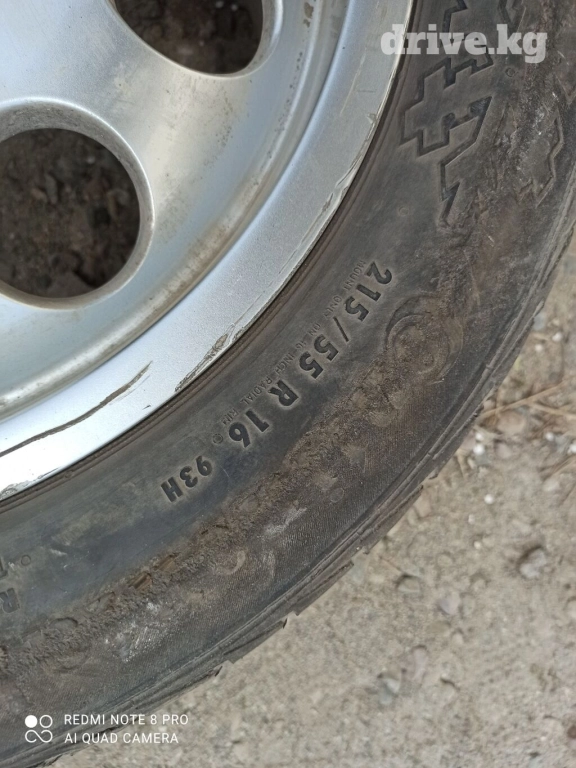 drive.kg
215/55 R 16 93H
REDMI NOTE 8 PRO
AI QUAD CAMERA